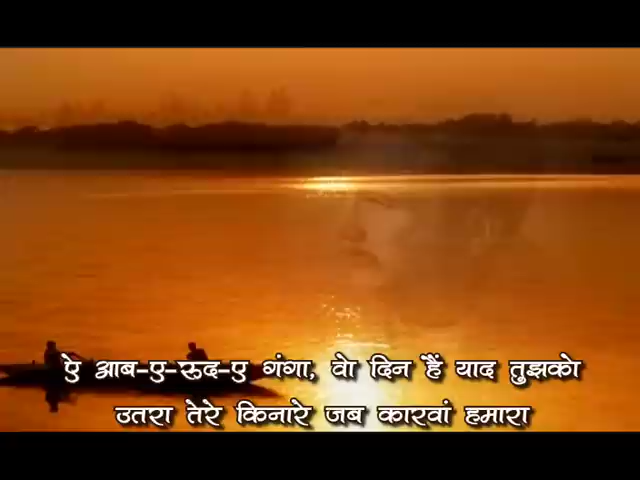 ऐ आब-ए-रूद-ए गंगा, वो दिन हैं याद तुझको
उतरा तेरे किनारे जब कारवां हमारा